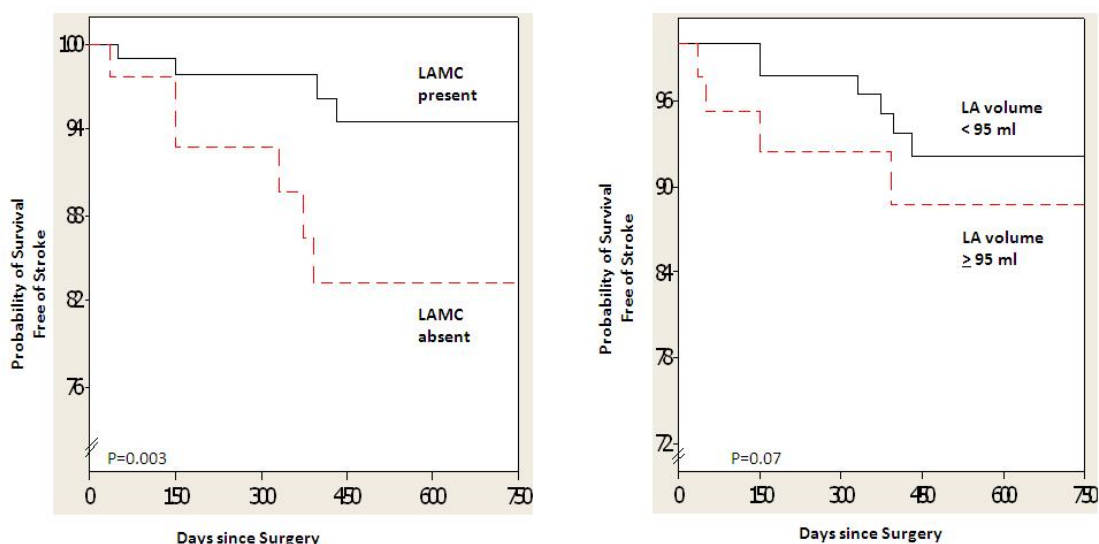 100
94
88
82
76
Probability of Survival
Free of Stroke
LAMC
present
LAMC
absent
P=0.003
0 150 300 450 600 750
Days since Surgery
96
90
84
78
72
Probability of Survival
Free of Stroke
LA volume
< 95 ml
LA volume
≥ 95 ml
P=0.07
0 150 300 450 600 750
Days since Surgery